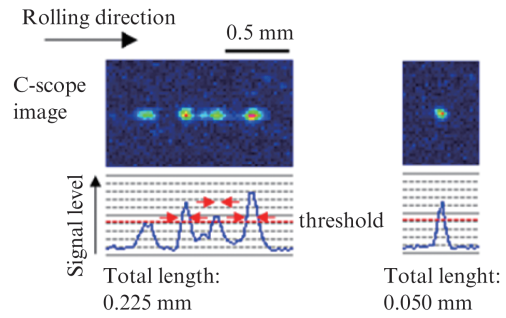 Rolling direction
0.5 mm
C-scope
image
Signal level
threshold
Total length:
0.225 mm
Total lenght:
0.050 mm